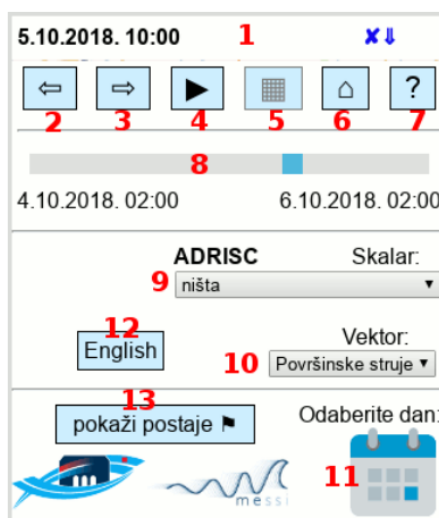 5.10.2018. 10:00 1 ✘⇓
⇦ ⇨ ▶ ▦ ⌂ ?
2 3 4 5 6 7
8
4.10.2018. 02:00 6.10.2018. 02:00
ADRISC Skalar:
9 ništa ▼
12 Vektor:
English 10 Površinske struje ▼
13 Odaberite dan:
pokaži postaje ⚑
11
messi